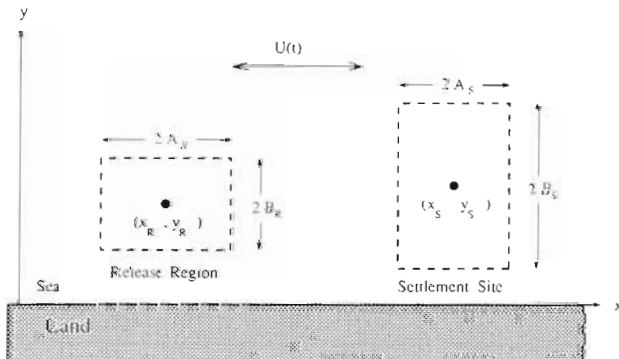 y
U(t)
2 A_S
2 A_R
2 B_R
2 B_S
(x_R , y_R )
(x_S y_S )
Release Region
Settlement Site
Sea
x
Land